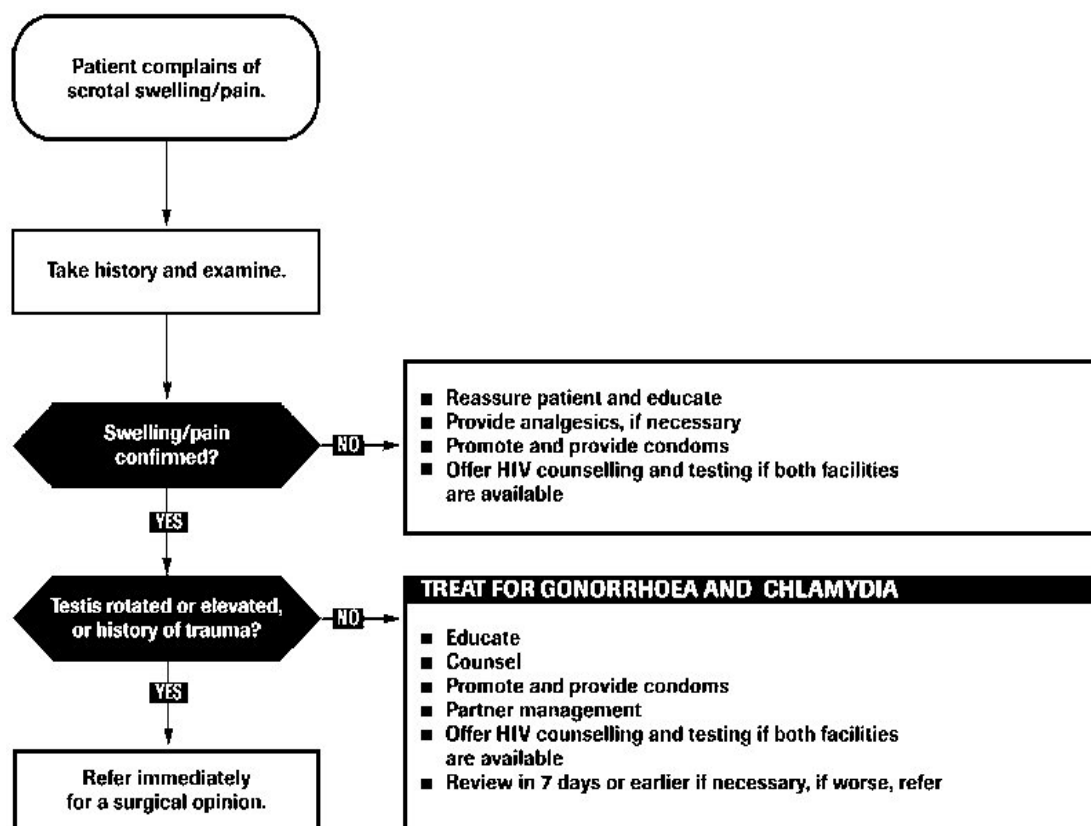 Patient complains of
scrotal swelling/pain.
Take history and examine.
Swelling/pain
confirmed?
NO
■ Reassure patient and educate
■ Provide analgesics, if necessary
■ Promote and provide condoms
■ Offer HIV counselling and testing if both facilities
are available
YES
Testis rotated or elevated,
or history of trauma?
NO
TREAT FOR GONORRHOEA AND CHLAMYDIA
■ Educate
■ Counsel
■ Promote and provide condoms
■ Partner management
■ Offer HIV counselling and testing if both facilities
are available
■ Review in 7 days or earlier if necessary, if worse, refer
YES
Refer immediately
for a surgical opinion.